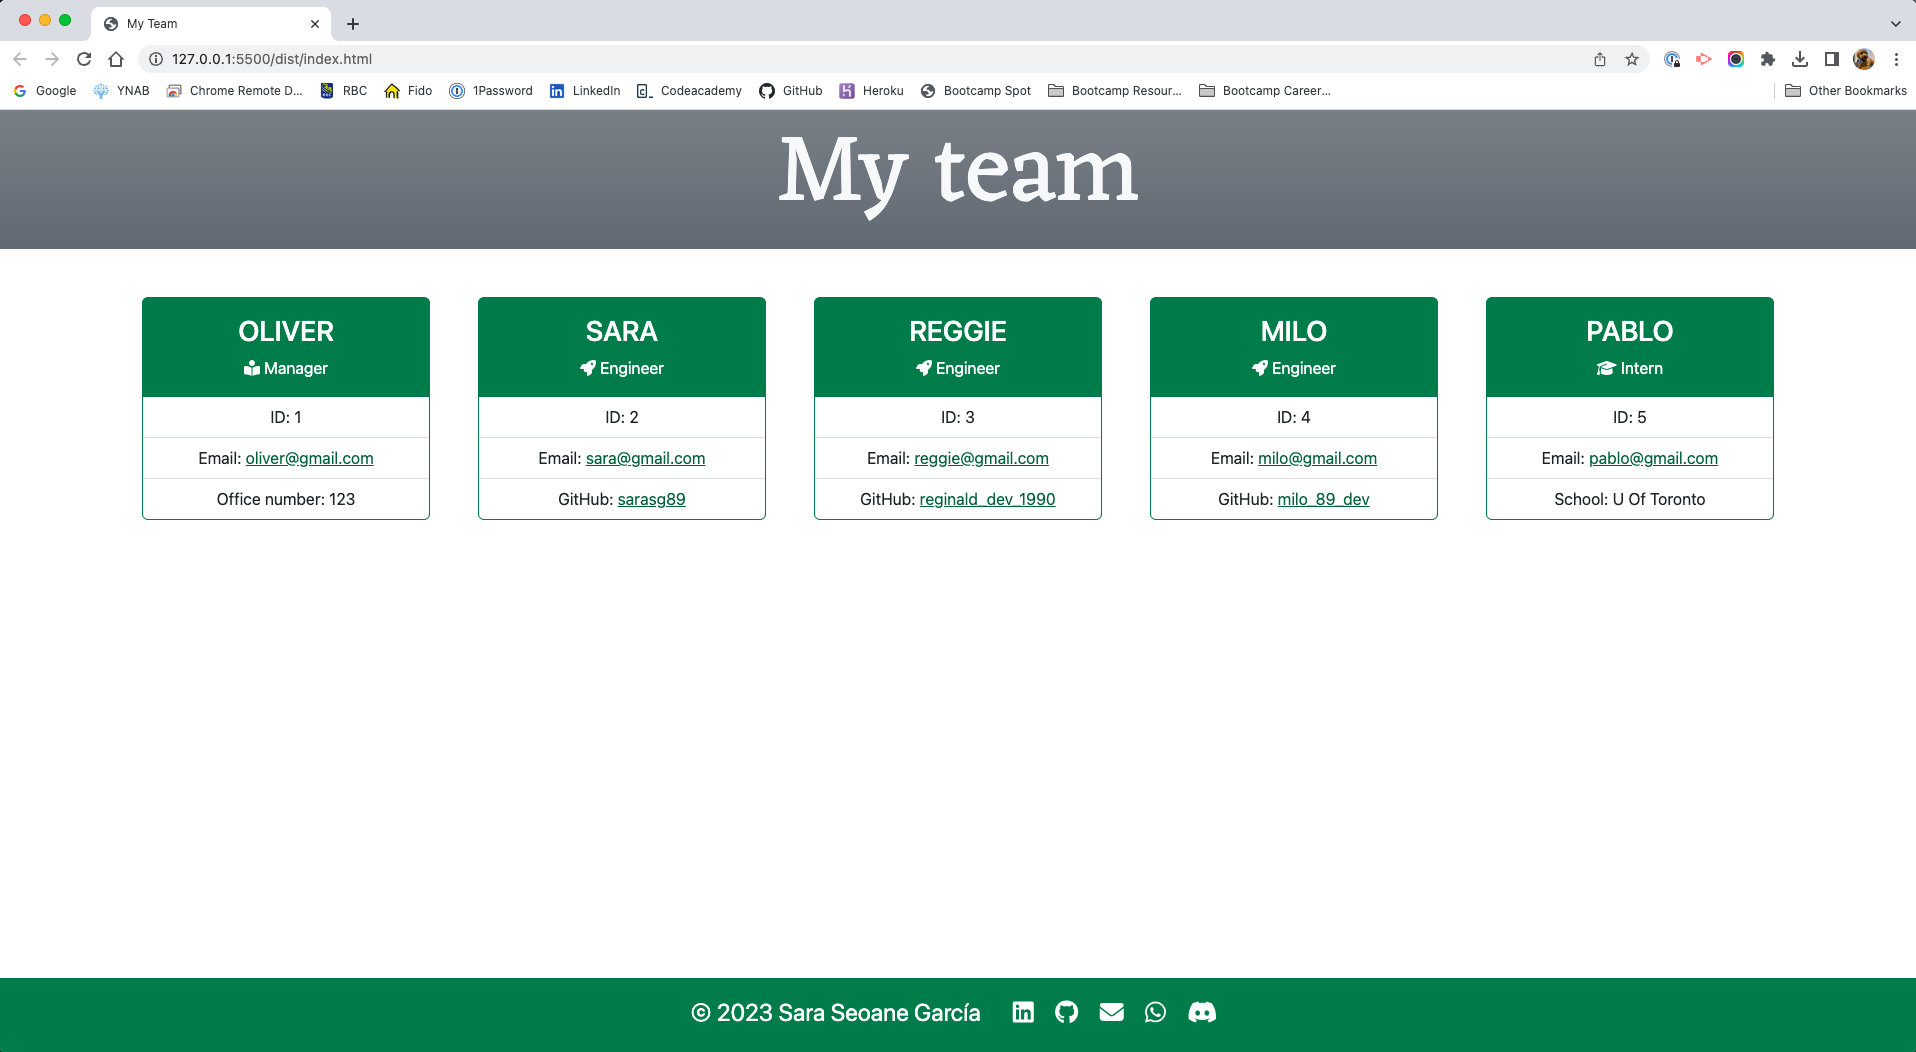 My Team
127.0.0.1:5500/dist/index.html
Google YNAB Chrome Remote D... RBC Fido 1Password LinkedIn Codeacademy GitHub Heroku Bootcamp Spot Bootcamp Resour... Bootcamp Career... Other Bookmarks
My team
OLIVER
Manager
ID: 1
Email: oliver@gmail.com
Office number: 123
SARA
Engineer
ID: 2
Email: sara@gmail.com
GitHub: sarasg89
REGGIE
Engineer
ID: 3
Email: reggie@gmail.com
GitHub: reginald_dev_1990
MILO
Engineer
ID: 4
Email: milo@gmail.com
GitHub: milo_89_dev
PABLO
Intern
ID: 5
Email: pablo@gmail.com
School: U Of Toronto
© 2023 Sara Seoane García